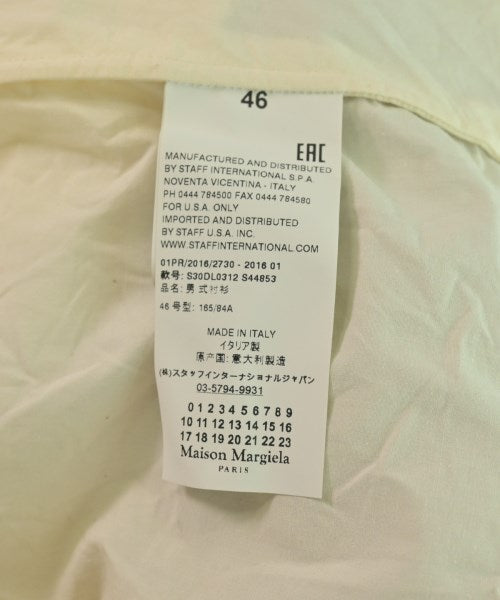 46
EAC
MANUFACTURED AND DISTRIBUTED
BY STAFF INTERNATIONAL S.P.A.
NOVENTA VICENTINA - ITALY
PH 0444 784500 FAX 0444 784580
FOR U.S.A. ONLY
IMPORTED AND DISTRIBUTED
BY STAFF U.S.A. INC.
WWW.STAFFINTERNATIONAL.COM
01PR/2016/2730 - 2016 01
款号: S30DL0312 S44853
品名: 男式衬衫
46 号型: 165/84A
MADE IN ITALY
イタリア製
原产国: 意大利製造
(株)スタッフインターナショナルジャパン
03-5794-9931
0 1 2 3 4 5 6 7 8 9
10 11 12 13 14 15 16
17 18 19 20 21 22 23
Maison Margiela
PARIS